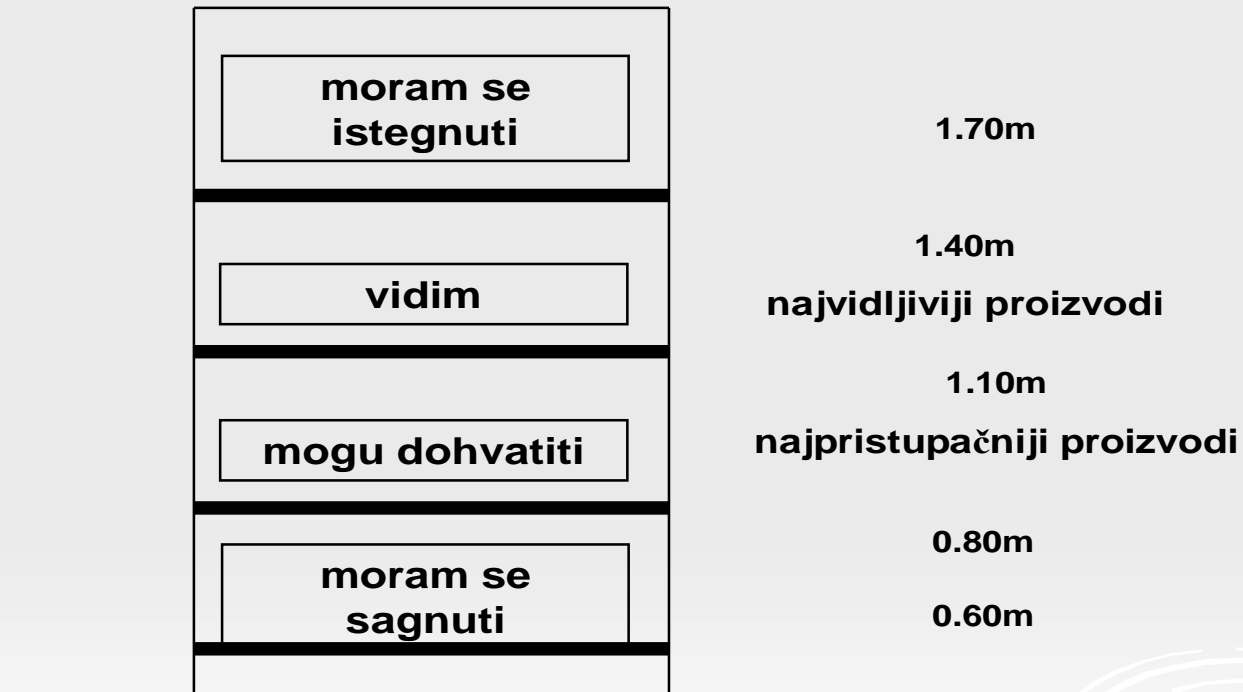 moram se
istegnuti
1.70m
1.40m
vidim
najvidljiviji proizvodi
1.10m
mogu dohvatiti
najpristupačniji proizvodi
0.80m
moram se
sagnuti
0.60m